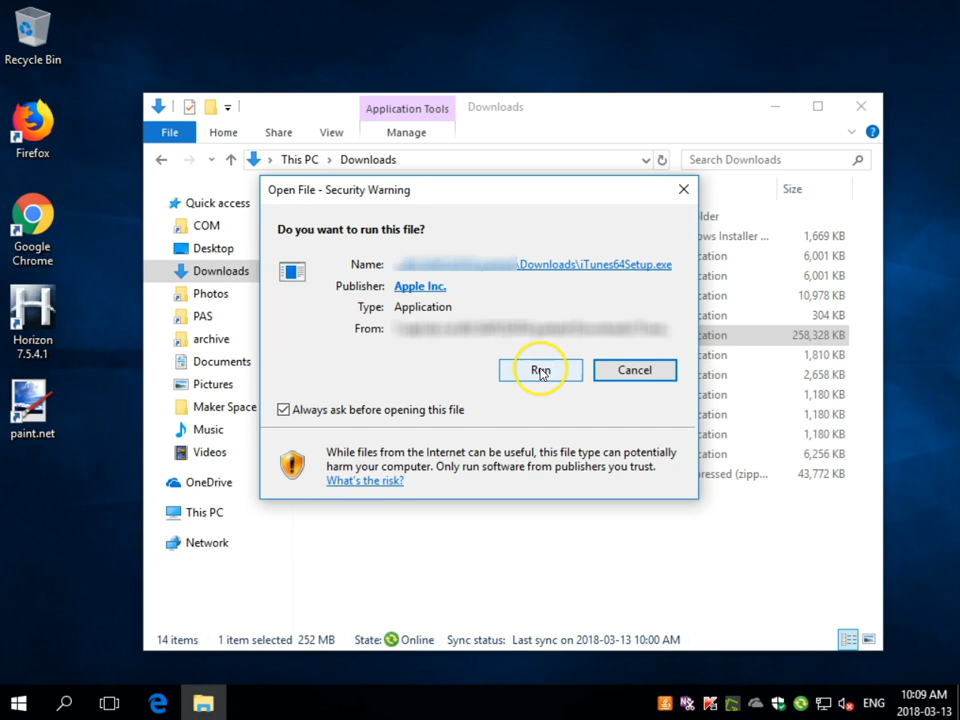 Recycle Bin
Firefox
Google
Chrome
Horizon
7.5.4.1
paint.net
Application Tools
Downloads
File
Home
Share
View
Manage
This PC
Downloads
Search Downloads
Quick access
COM
Desktop
Downloads
Photos
PAS
archive
Documents
Pictures
Maker Space
Music
Videos
OneDrive
This PC
Network
Size
older
ows Installer ... 1,669 KB
cation 6,001 KB
cation 6,001 KB
cation 10,978 KB
cation 304 KB
cation 258,328 KB
cation 1,810 KB
cation 2,658 KB
cation 1,180 KB
cation 1,180 KB
cation 1,180 KB
cation 6,256 KB
pressed (zipp... 43,772 KB
Open File - Security Warning
Do you want to run this file?
Name: \Downloads\iTunes64Setup.exe
Publisher: Apple Inc.
Type: Application
From:
Run
Cancel
Always ask before opening this file
While files from the Internet can be useful, this file type can potentially
harm your computer. Only run software from publishers you trust.
What's the risk?
14 items 1 item selected 252 MB State: Online Sync status: Last sync on 2018-03-13 10:00 AM
ENG
10:09 AM
2018-03-13